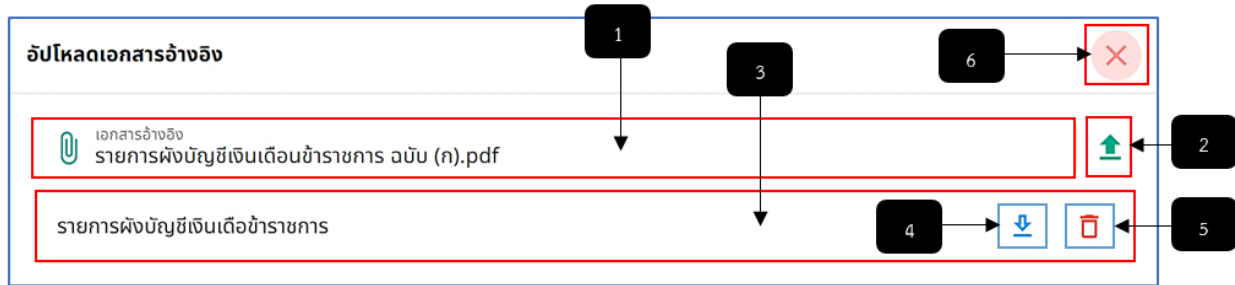 1
อัปโหลดเอกสารอ้างอิง
3
6
เอกสารอ้างอิง
รายการผังบัญชีเงินเดือนข้าราชการ ฉบับ (ก).pdf
2
รายการผังบัญชีเงินเดือข้าราชการ
4
5